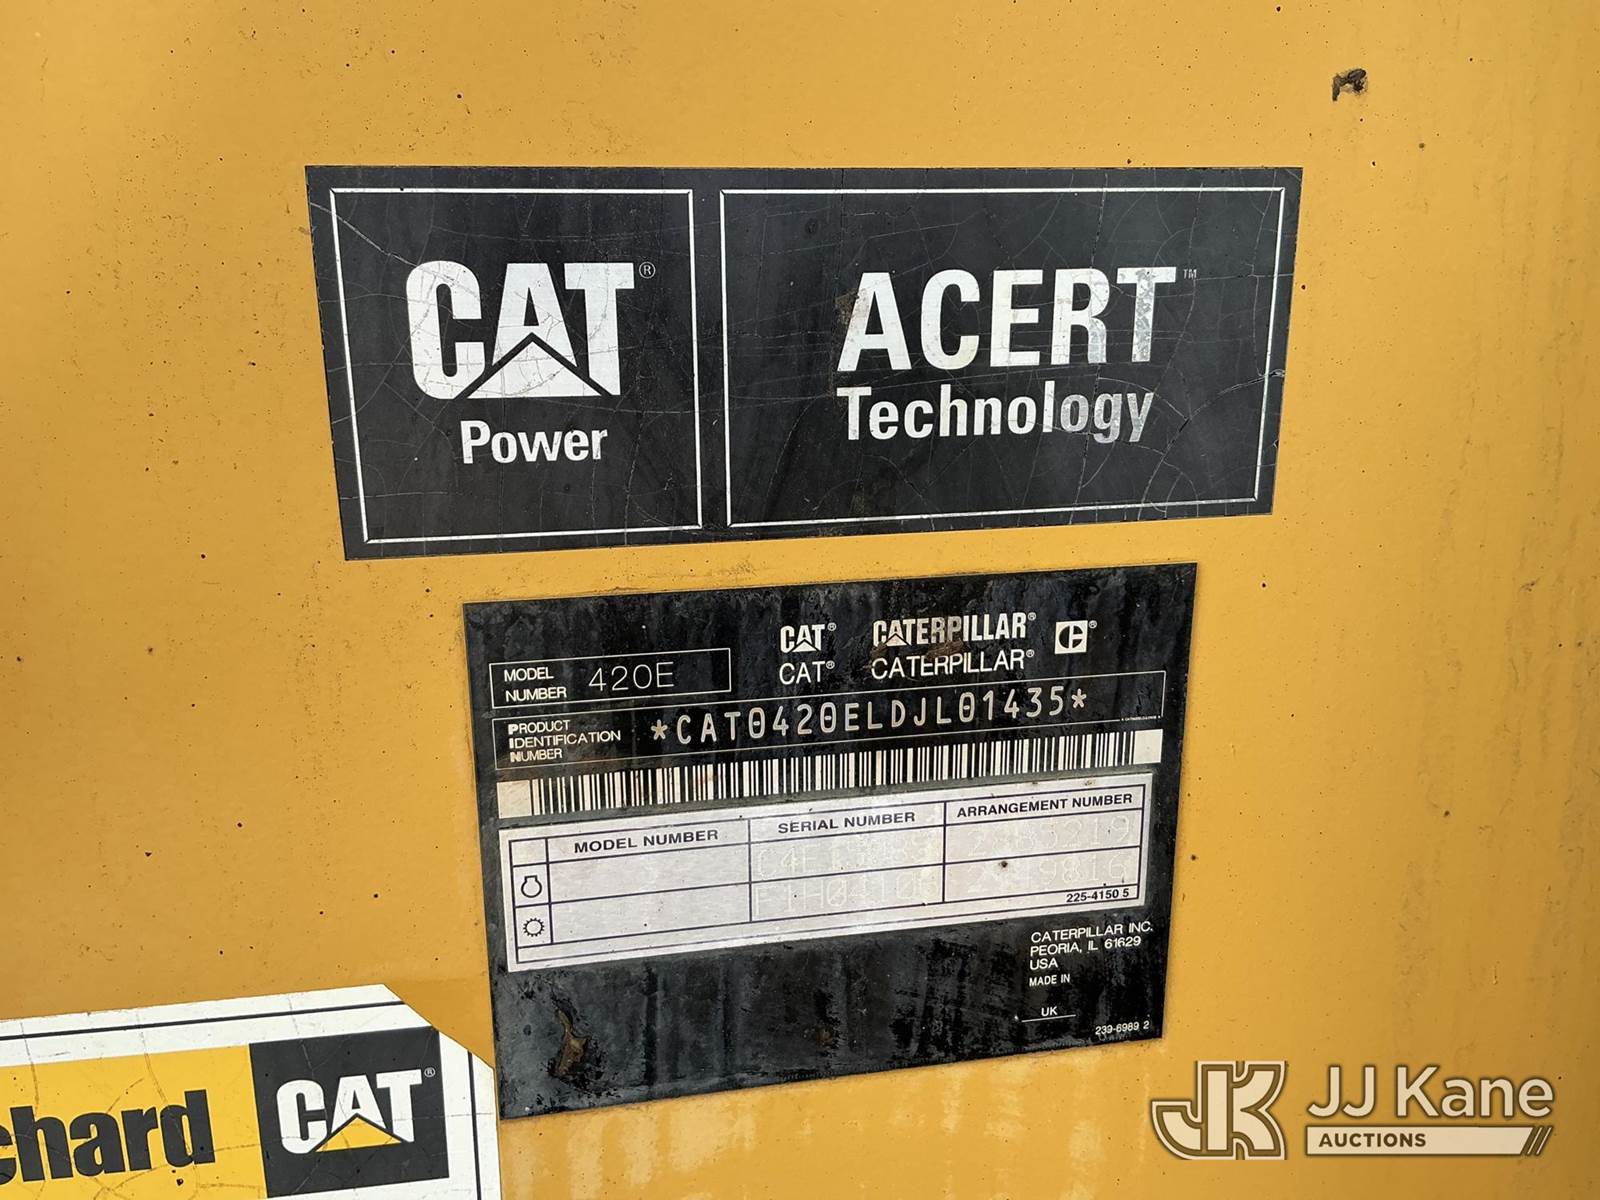 CAT®
Power
ACERT™
Technology
CAT® CATERPILLAR® C®
CAT® CATERPILLAR®
MODEL NUMBER 420E
PRODUCT IDENTIFICATION NUMBER *CAT0420ELDJL01435*
MODEL NUMBER SERIAL NUMBER ARRANGEMENT NUMBER
225-4150 5
CATERPILLAR INC.
PEORIA, IL 61629
USA
MADE IN
UK
239-6989 2
chard CAT®
JK JJ Kane
AUCTIONS